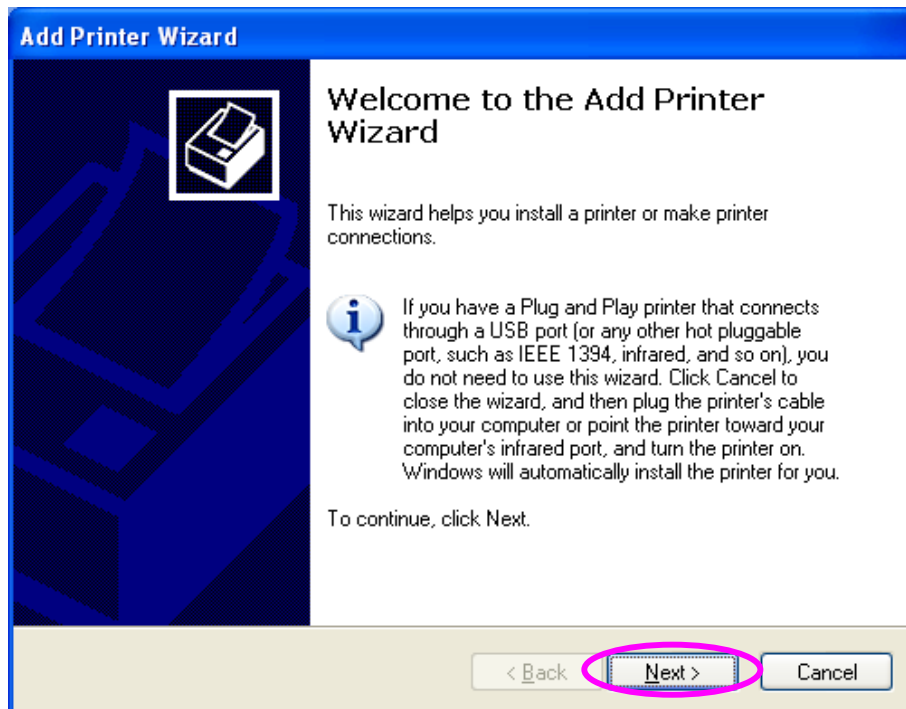 Add Printer Wizard
Welcome to the Add Printer
Wizard
This wizard helps you install a printer or make printer
connections.
If you have a Plug and Play printer that connects
through a USB port (or any other hot pluggable
port, such as IEEE 1394, infrared, and so on), you
do not need to use this wizard. Click Cancel to
close the wizard, and then plug the printer's cable
into your computer or point the printer toward your
computer's infrared port, and turn the printer on.
Windows will automatically install the printer for you.
To continue, click Next.
< Back Next > Cancel